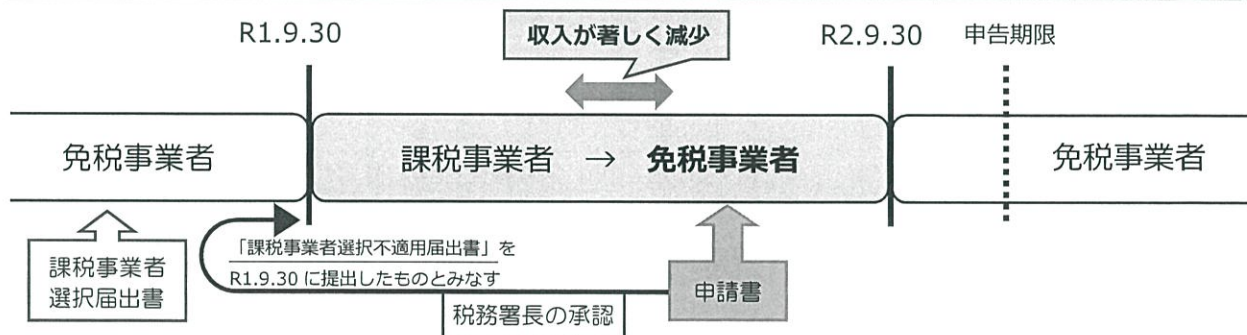 収入が著しく減少
R1.9.30
R2.9.30
申告期限
免税事業者
課税事業者 → 免税事業者
免税事業者
課税事業者
選択届出書
「課税事業者選択不適用届出書」を
R1.9.30 に提出したものとみなす
税務署長の承認
申請書